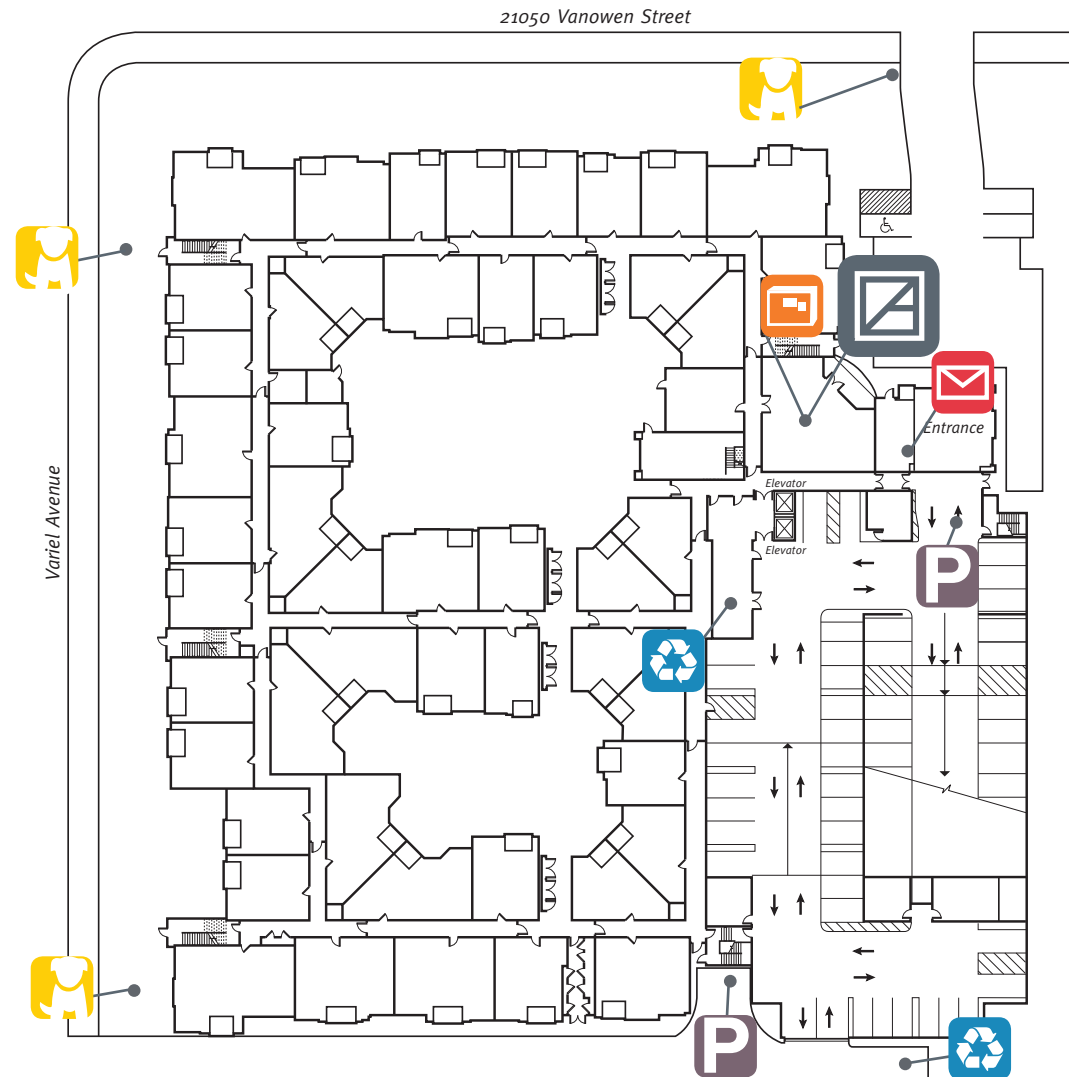 21050 Vanowen Street
Entrance
Variel Avenue
Elevator
Elevator
P
P